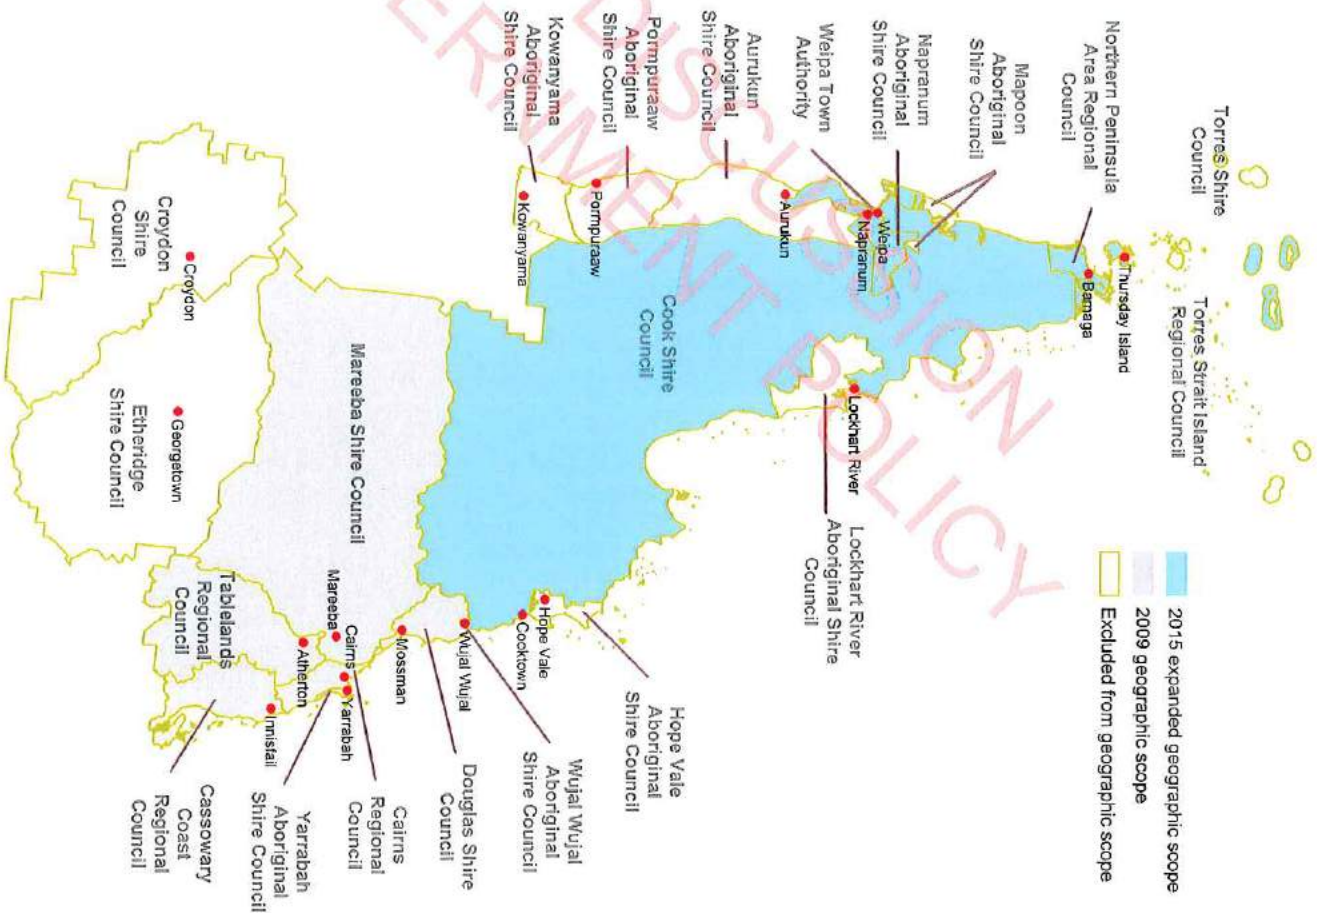 2015 expanded geographic scope
2009 geographic scope
Excluded from geographic scope
Torres Shire
Council
Torres Strait Island
Regional Council
Thursday Island
Northern Peninsula
Area Regional
Council
Bamaga
Mapoon
Aboriginal
Shire Council
Napranum
Aboriginal
Shire Council
Weipa Town
Authority
Weipa
Napranum
Lockhart River
Lockhart River
Aboriginal Shire
Council
Aurukun
Aboriginal
Shire Council
Aurukun
Cook Shire
Council
Pormpuraaw
Aboriginal
Shire Council
Pormpuraaw
Kowanyama
Aboriginal
Shire Council
Kowanyama
Hope Vale
Aboriginal
Shire Council
Hope Vale
Cooktown
Wujal Wujal
Wujal Wujal
Aboriginal
Shire Council
Douglas Shire
Council
Mossman
Mareeba Shire Council
Mareeba
Cairns
Yarrabah
Cairns
Regional
Council
Atherton
Yarrabah
Aboriginal
Shire Council
Innisfail
Tablelands
Regional
Council
Cassowary
Coast
Regional
Council
Croydon
Croydon
Shire
Council
Georgetown
Etheridge
Shire Council
DISCUSSION
ERNMENT POLICY